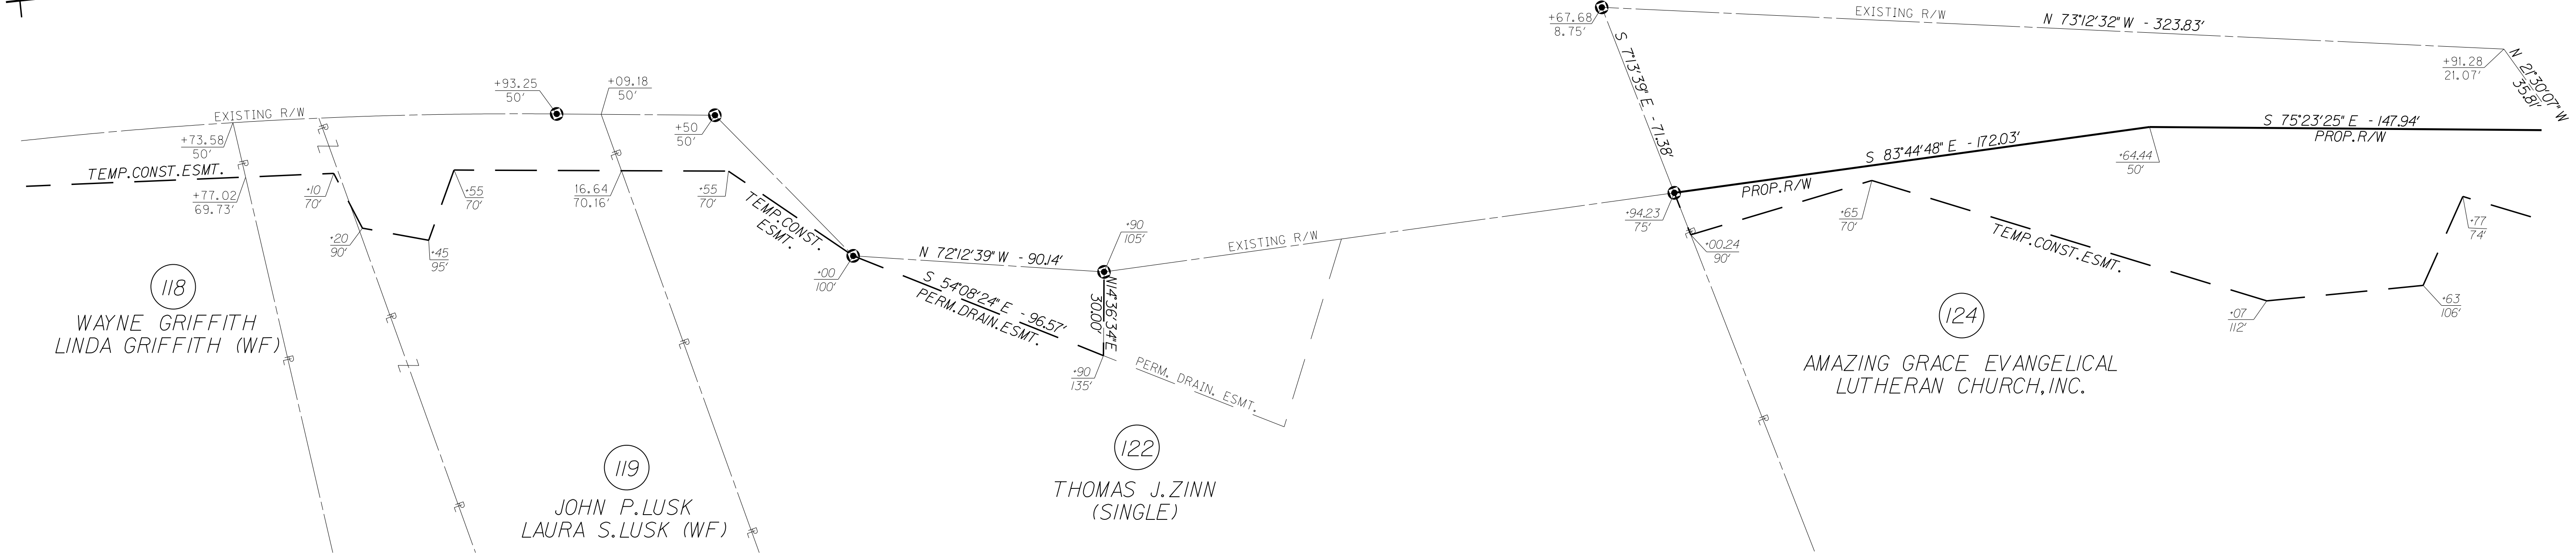 +67.68
8.75'
EXISTING R/W
N 73°12'32" W - 323.83'
+91.28
21.07'
N 21°30'07" W
35.81'
S 7°13'39" E - 71.38'
+93.25
50'
+09.18
50'
EXISTING R/W
+73.58
50'
+50
50'
TEMP.CONST.ESMT.
+77.02
69.73'
+10
70'
+20
90'
+45
95'
+55
70'
16.64
70.16'
+55
70'
TEMP.CONST.
ESMT.
+00
100'
N 72°12'39" W - 90.14'
+90
105'
EXISTING R/W
S 54°08'24" E - 96.57'
PERM.DRAIN.ESMT.
N14°36'34"E
30.00'
+90
135'
PERM. DRAIN. ESMT.
+94.23
75'
S 83°44'48" E - 172.03'
PROP.R/W
+64.44
50'
S 75°23'25" E - 147.94'
PROP.R/W
+00.24
90'
+65
70'
TEMP.CONST.ESMT.
+07
112'
+63
106'
+77
74'
118
WAYNE GRIFFITH
LINDA GRIFFITH (WF)
119
JOHN P.LUSK
LAURA S.LUSK (WF)
122
THOMAS J.ZINN
(SINGLE)
124
AMAZING GRACE EVANGELICAL
LUTHERAN CHURCH,INC.